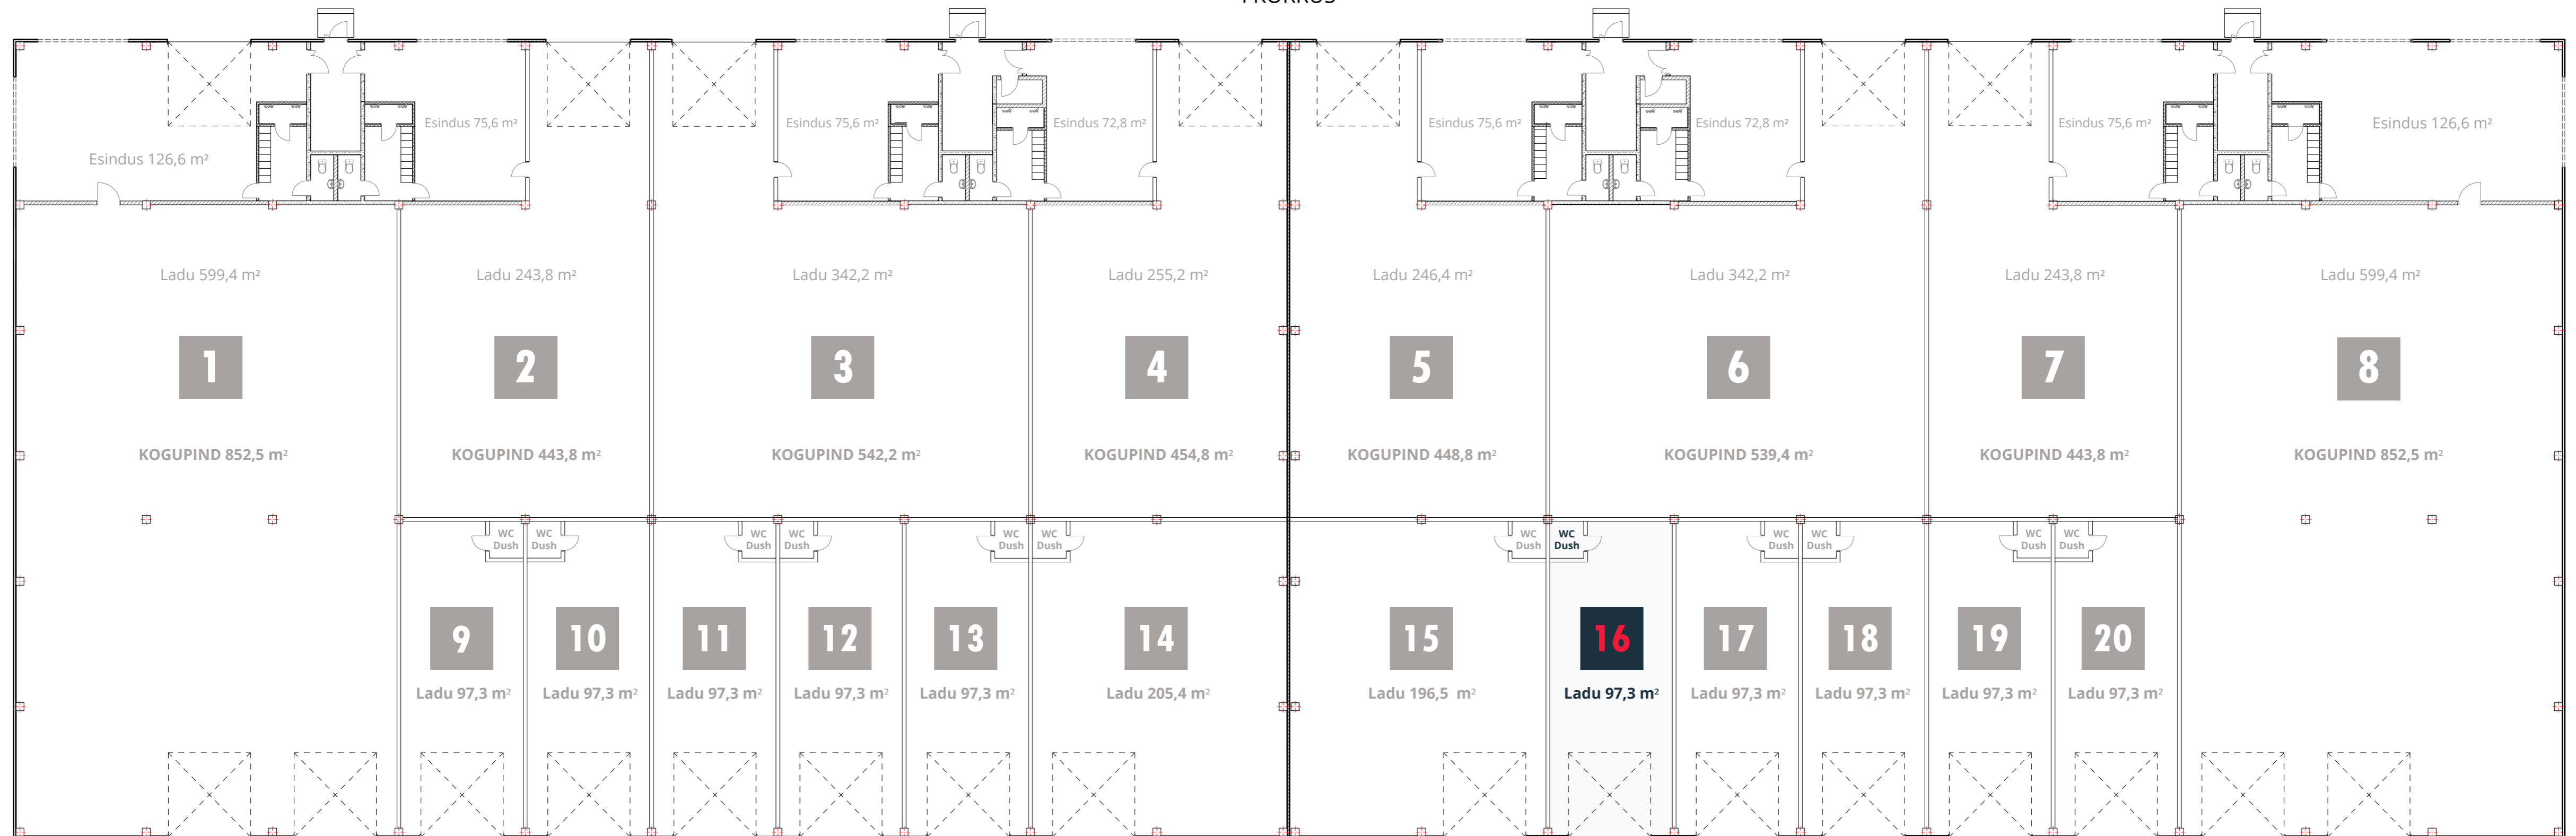 Esindus 126,6 m²
Esindus 75,6 m²
Esindus 75,6 m²
Esindus 72,8 m²
Esindus 75,6 m²
Esindus 72,8 m²
Esindus 75,6 m²
Esindus 126,6 m²
Ladu 599,4 m²
Ladu 243,8 m²
Ladu 342,2 m²
Ladu 255,2 m²
Ladu 246,4 m²
Ladu 342,2 m²
Ladu 243,8 m²
Ladu 599,4 m²
1
2
3
4
5
6
7
8
KOGUPIND 852,5 m²
KOGUPIND 443,8 m²
KOGUPIND 542,2 m²
KOGUPIND 454,8 m²
KOGUPIND 448,8 m²
KOGUPIND 539,4 m²
KOGUPIND 443,8 m²
KOGUPIND 852,5 m²
WC
Dush
WC
Dush
WC
Dush
WC
Dush
WC
Dush
WC
Dush
WC
Dush
WC
Dush
WC
Dush
WC
Dush
WC
Dush
WC
Dush
9
10
11
12
13
14
15
16
17
18
19
20
Ladu 97,3 m²
Ladu 97,3 m²
Ladu 97,3 m²
Ladu 97,3 m²
Ladu 97,3 m²
Ladu 205,4 m²
Ladu 196,5 m²
Ladu 97,3 m²
Ladu 97,3 m²
Ladu 97,3 m²
Ladu 97,3 m²
Ladu 97,3 m²